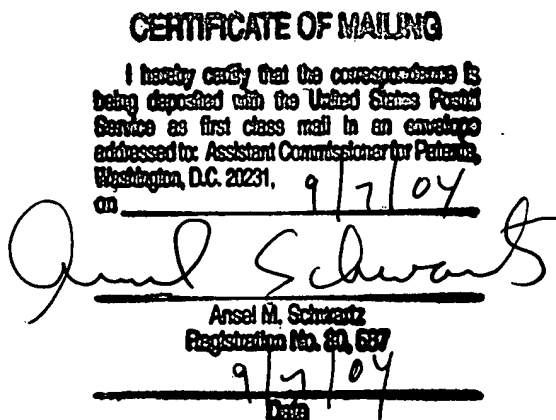 CERTIFICATE OF MAILING
I hereby certify that the correspondence is
being deposited with the United States Postal
Service as first class mail in an envelope
addressed to: Assistant Commissioner for Patents,
Washington, D.C. 20231,
on 9/7/04
Ansel Schwartz
Ansel M. Schwartz
Registration No. 30,587
9/7/04
Date